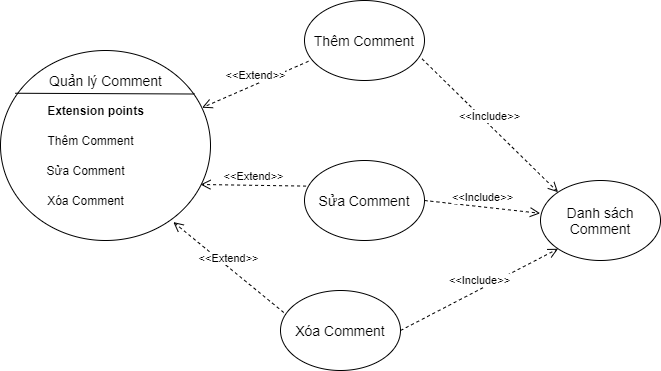 Quản lý Comment
Extension points
Thêm Comment
Sửa Comment
Xóa Comment
Thêm Comment
<<Extend>>
<<Include>>
Sửa Comment
<<Extend>>
<<Include>>
Xóa Comment
<<Extend>>
<<Include>>
Danh sách
Comment